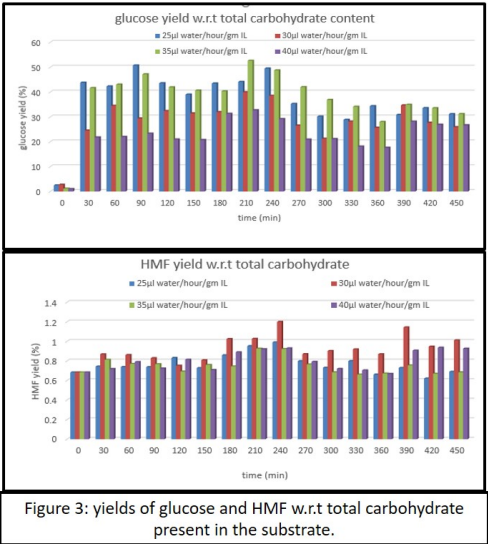 glucose yield w.r.t total carbohydrate content
25µl water/hour/gm IL 30µl water/hour/gm IL
35µl water/hour/gm IL 40µl water/hour/gm IL
60
50
40
30
20
10
0
glucose yield (%)
0 30 60 90 120 150 180 210 240 270 300 330 360 390 420 450
time (min)
HMF yield w.r.t total carbohydrate
25µl water/hour/gm IL 30µl water/hour/gm IL
35µl water/hour/gm IL 40µl water/hour/gm IL
1.4
1.2
1
0.8
0.6
0.4
0.2
0
HMF yield (%)
0 30 60 90 120 150 180 210 240 270 300 330 360 390 420 450
time (min)
Figure 3: yields of glucose and HMF w.r.t total carbohydrate
present in the substrate.